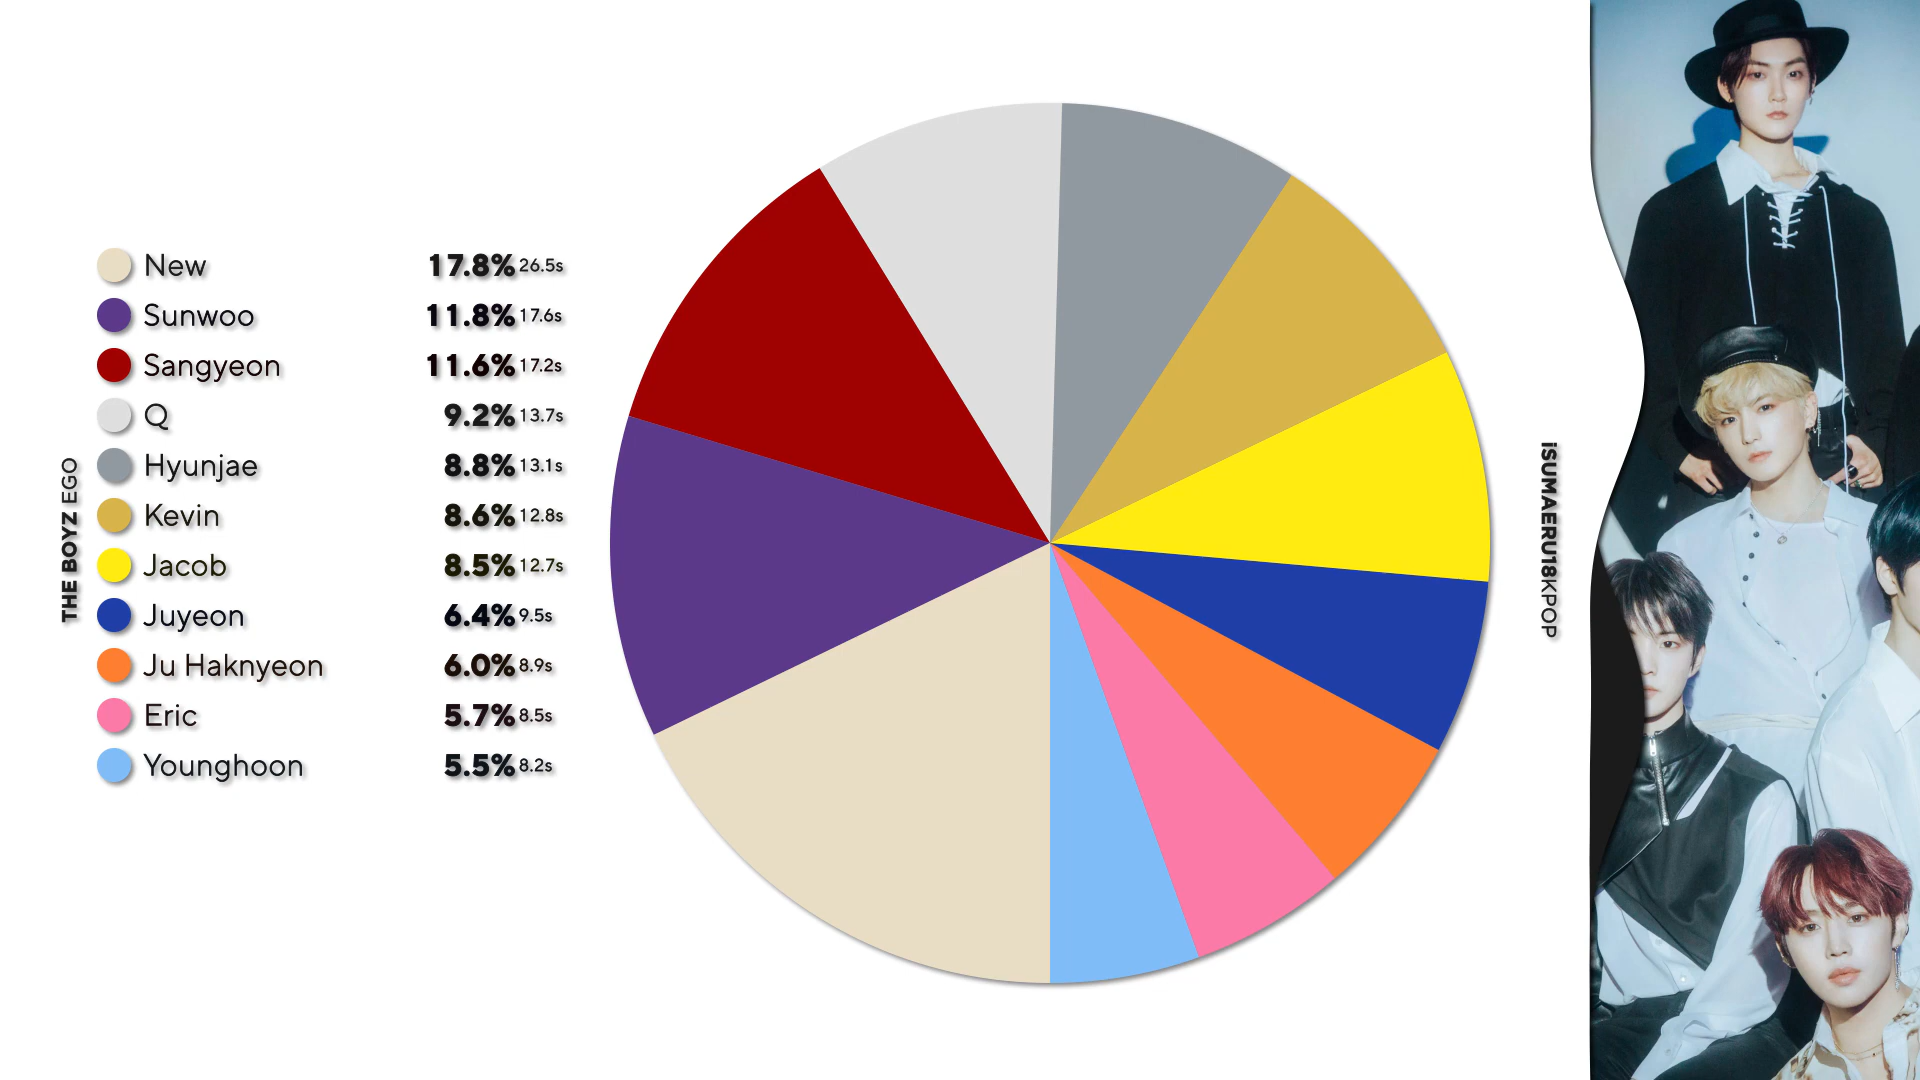 THE BOYZ EGO
New 17.8% 26.5s
Sunwoo 11.8% 17.6s
Sangyeon 11.6% 17.2s
Q 9.2% 13.7s
Hyunjae 8.8% 13.1s
Kevin 8.6% 12.8s
Jacob 8.5% 12.7s
Juyeon 6.4% 9.5s
Ju Haknyeon 6.0% 8.9s
Eric 5.7% 8.5s
Younghoon 5.5% 8.2s
iSUMAERU18KPOP